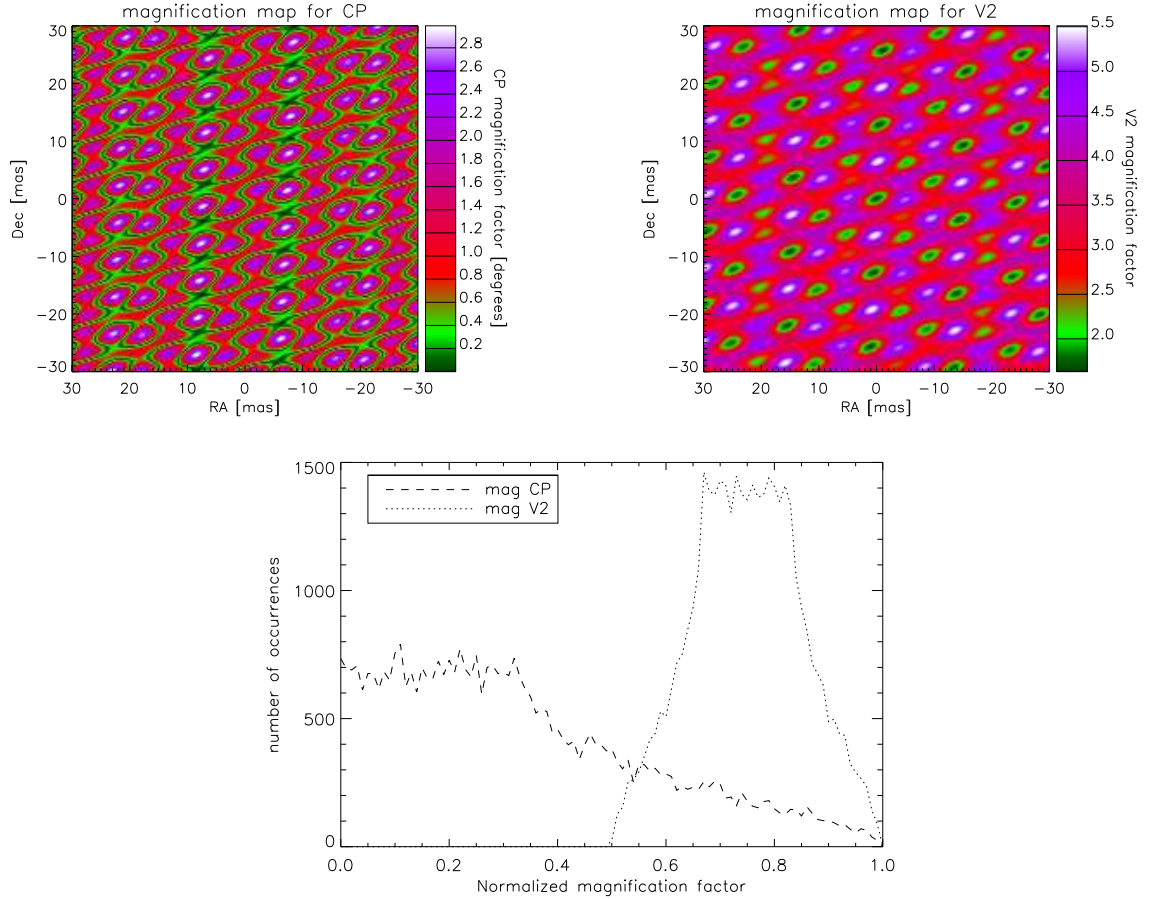 magnification map for CP
30
20
10
0
−10
−20
−30
Dec [mas]
30 20 10 0 −10 −20 −30
RA [mas]
2.8
2.6
2.4
2.2
2.0
1.8
1.6
1.4
1.2
1.0
0.8
0.6
0.4
0.2
CP magnification factor [degrees]
magnification map for V2
30
20
10
0
−10
−20
−30
Dec [mas]
30 20 10 0 −10 −20 −30
RA [mas]
5.5
5.0
4.5
4.0
3.5
3.0
2.5
2.0
V2 magnification factor
1500
1000
500
0
number of occurrences
mag CP
mag V2
0.0 0.2 0.4 0.6 0.8 1.0
Normalized magnification factor